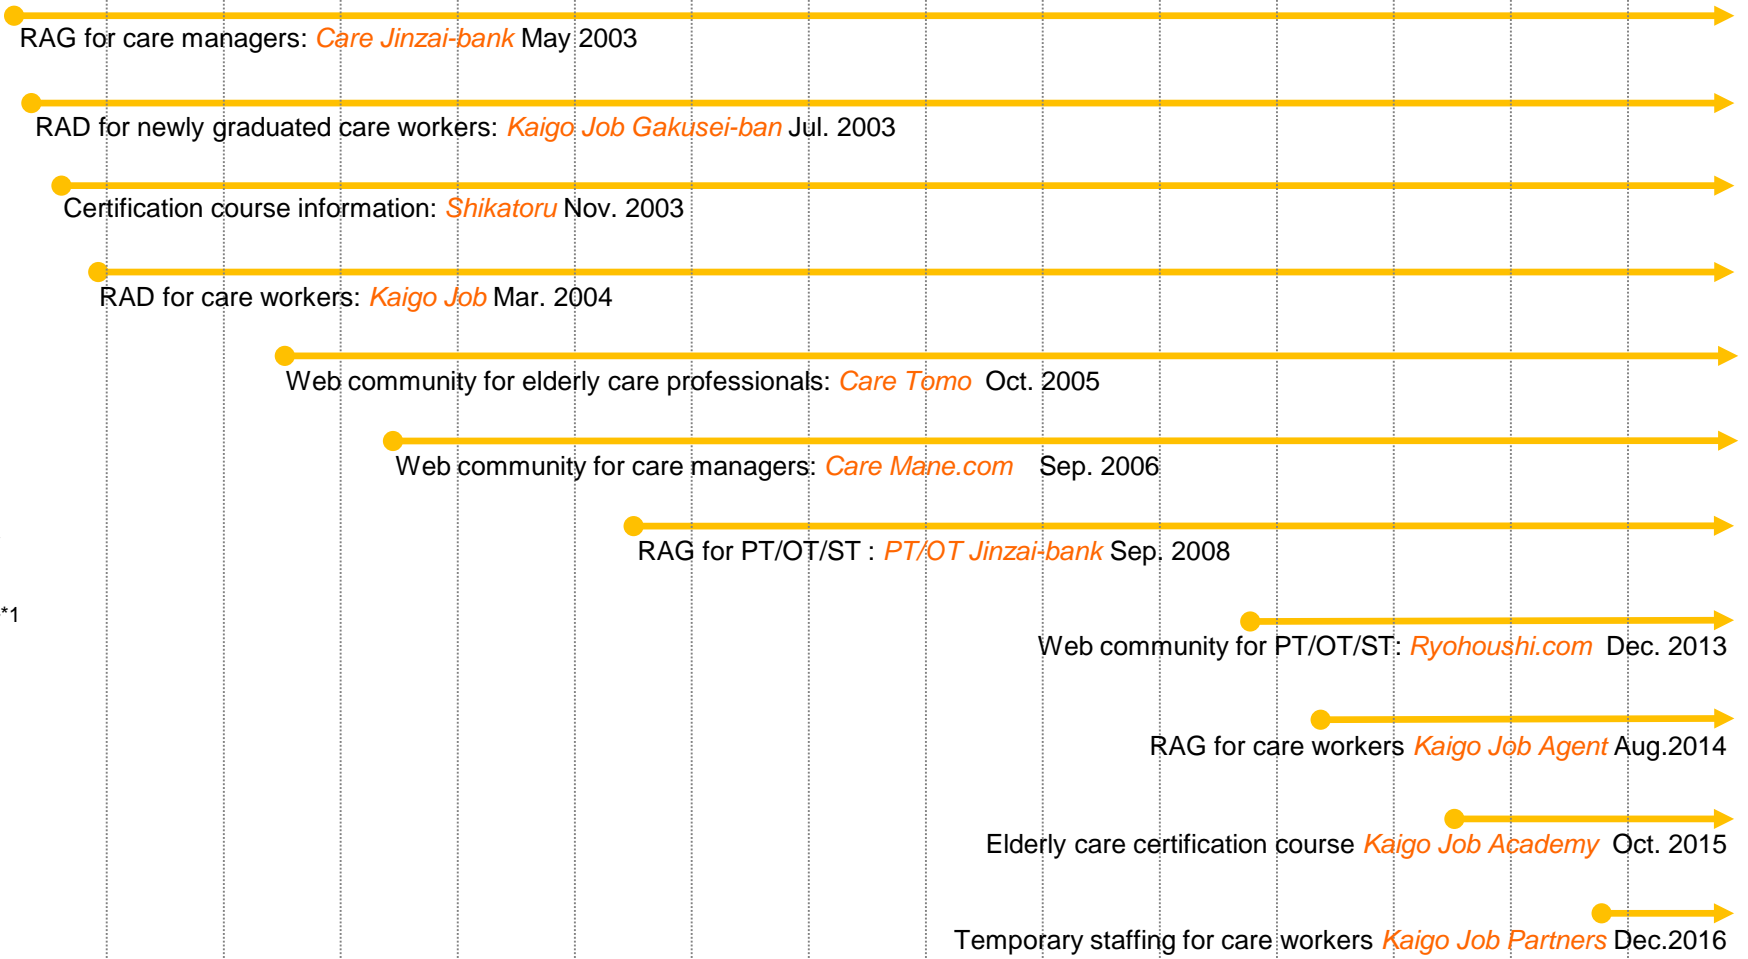 RAG for care managers: Care Jinzai-bank May 2003
RAD for newly graduated care workers: Kaigo Job Gakusei-ban Jul. 2003
Certification course information: Shikatoru Nov. 2003
RAD for care workers: Kaigo Job Mar. 2004
Web community for elderly care professionals: Care Tomo Oct. 2005
Web community for care managers: Care Mane.com Sep. 2006
RAG for PT/OT/ST : PT/OT Jinzai-bank Sep. 2008
*1
Web community for PT/OT/ST: Ryohoushi.com Dec. 2013
RAG for care workers Kaigo Job Agent Aug.2014
Elderly care certification course Kaigo Job Academy Oct. 2015
Temporary staffing for care workers Kaigo Job Partners Dec.2016